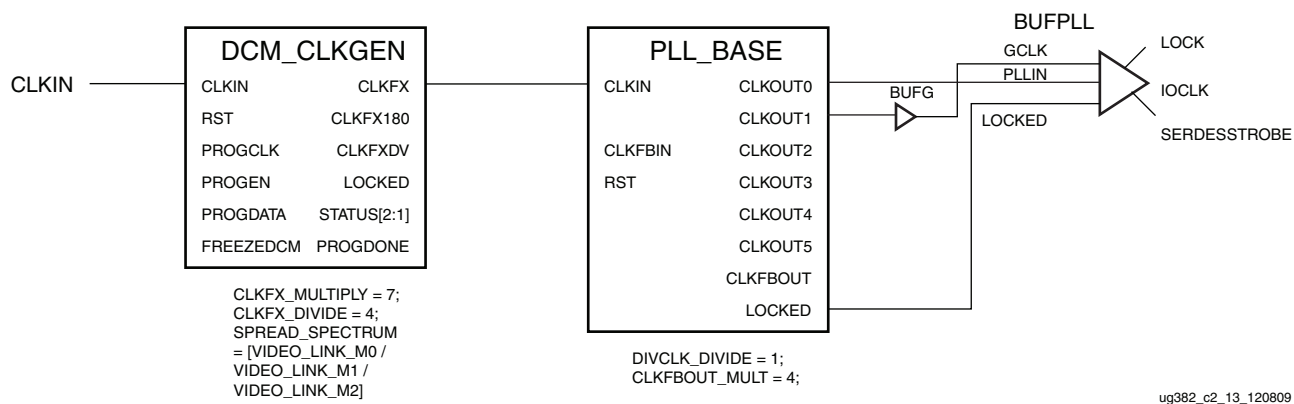 CLKIN
DCM_CLKGEN
CLKIN CLKFX
RST CLKFX180
PROGCLK CLKFXDV
PROGEN LOCKED
PROGDATA STATUS[2:1]
FREEZEDCM PROGDONE
CLKFX_MULTIPLY = 7;
CLKFX_DIVIDE = 4;
SPREAD_SPECTRUM
= [VIDEO_LINK_M0 /
VIDEO_LINK_M1 /
VIDEO_LINK_M2]
PLL_BASE
CLKIN CLKOUT0
CLKOUT1
CLKFBIN CLKOUT2
RST CLKOUT3
CLKOUT4
CLKOUT5
CLKFBOUT
LOCKED
DIVCLK_DIVIDE = 1;
CLKFBOUT_MULT = 4;
BUFG
BUFPLL
GCLK
PLLIN
LOCKED
LOCK
IOCLK
SERDESSTROBE
ug382_c2_13_120809